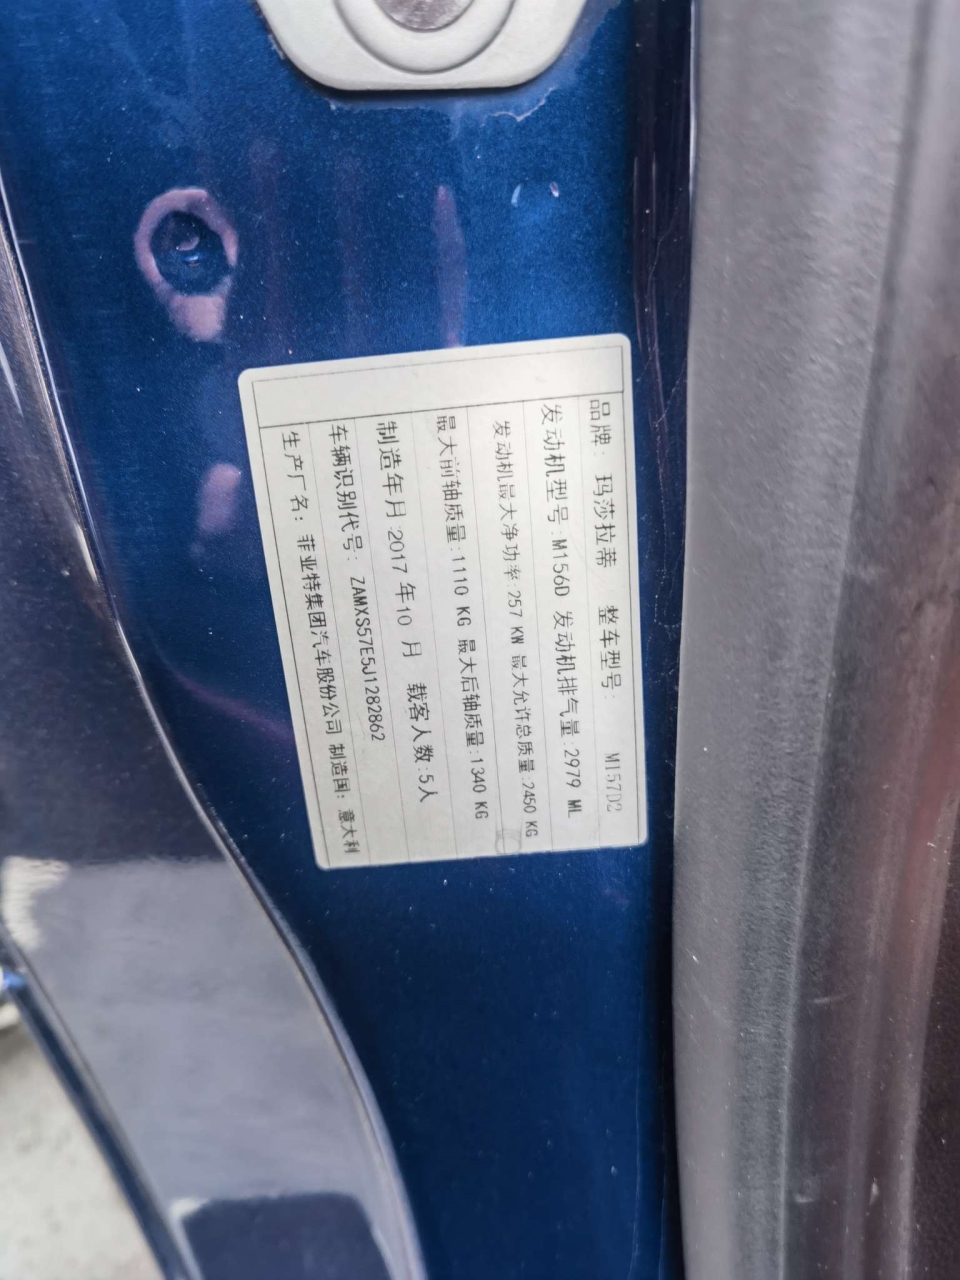 品牌: 玛莎拉蒂 整车型号: M157D2
发动机型号:M156D 发动机排气量:2979 ML
发动机最大净功率:257 KW 最大允许总质量:2450 KG
最大前轴质量:1110 KG 最大后轴质量:1340 KG
制造年月:2017 年10 月 载客人数:5人
车辆识别代号: ZAMXS57E5J1282862
生产厂名: 菲亚特集团汽车股份公司 制造国: 意大利